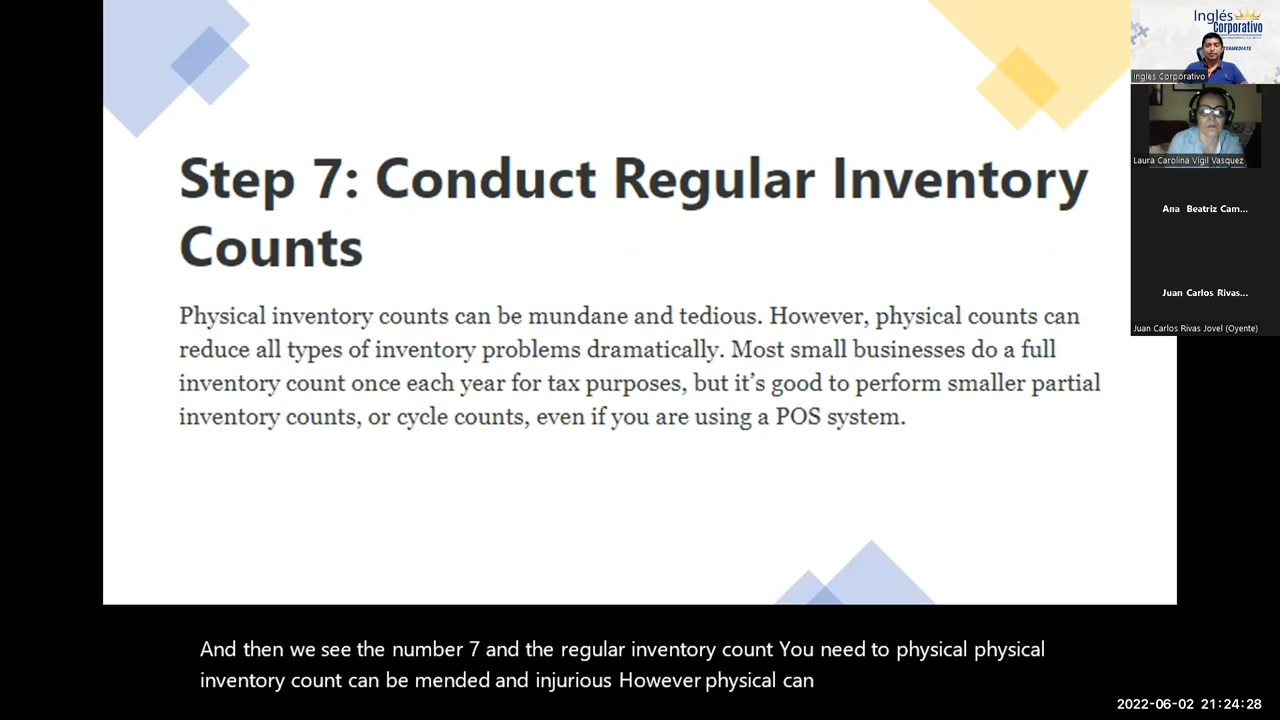 Step 7: Conduct Regular Inventory
Counts
Physical inventory counts can be mundane and tedious. However, physical counts can
reduce all types of inventory problems dramatically. Most small businesses do a full
inventory count once each year for tax purposes, but it’s good to perform smaller partial
inventory counts, or cycle counts, even if you are using a POS system.
Inglés
Corporativo
Ingles Corporativo
Laura Carolina Vigil Vasquez
Ana Beatriz Cam...
Juan Carlos Rivas...
Juan Carlos Rivas Jovel (Oyente)
And then we see the number 7 and the regular inventory count You need to physical physical
inventory count can be mended and injurious However physical can
2022-06-02 21:24:28